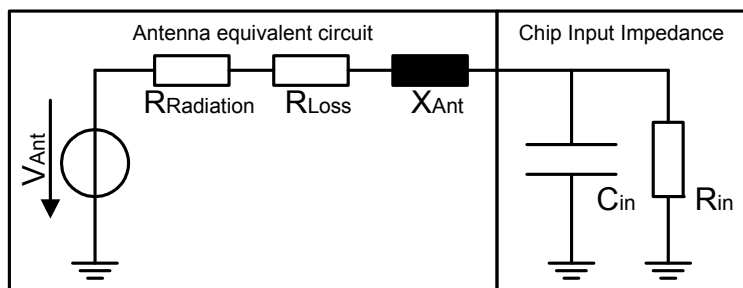 Antenna equivalent circuit
Chip Input Impedance
RRadiation
RLoss
XAnt
VAnt
Cin
Rin